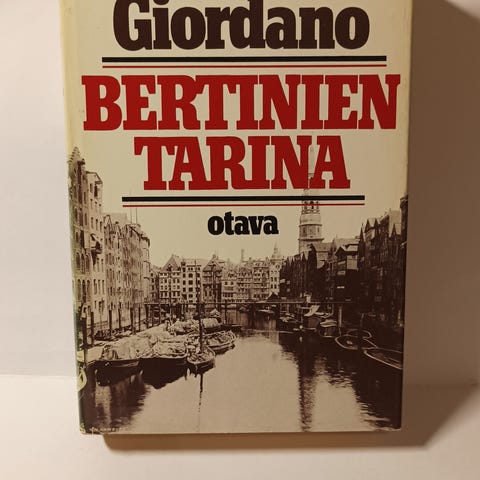 Giordano
BERTINIEN
TARINA
otava